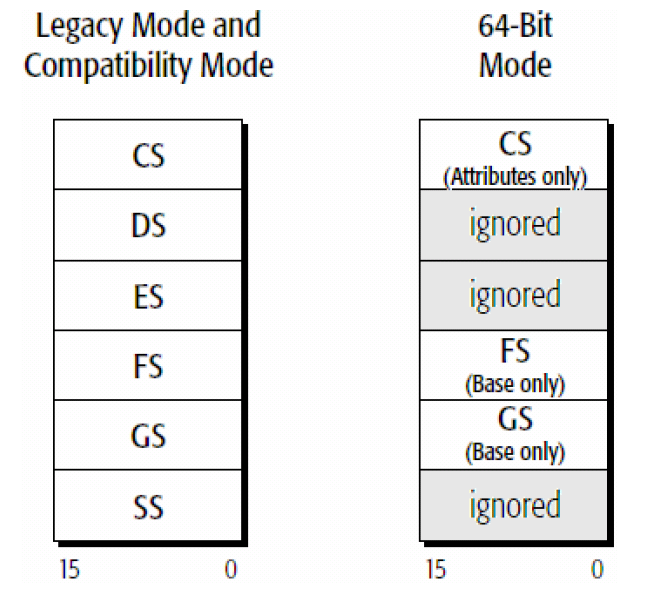 Legacy Mode and
Compatibility Mode
CS
DS
ES
FS
GS
SS
15 0
64-Bit
Mode
CS
(Attributes only)
ignored
ignored
FS
(Base only)
GS
(Base only)
ignored
15 0